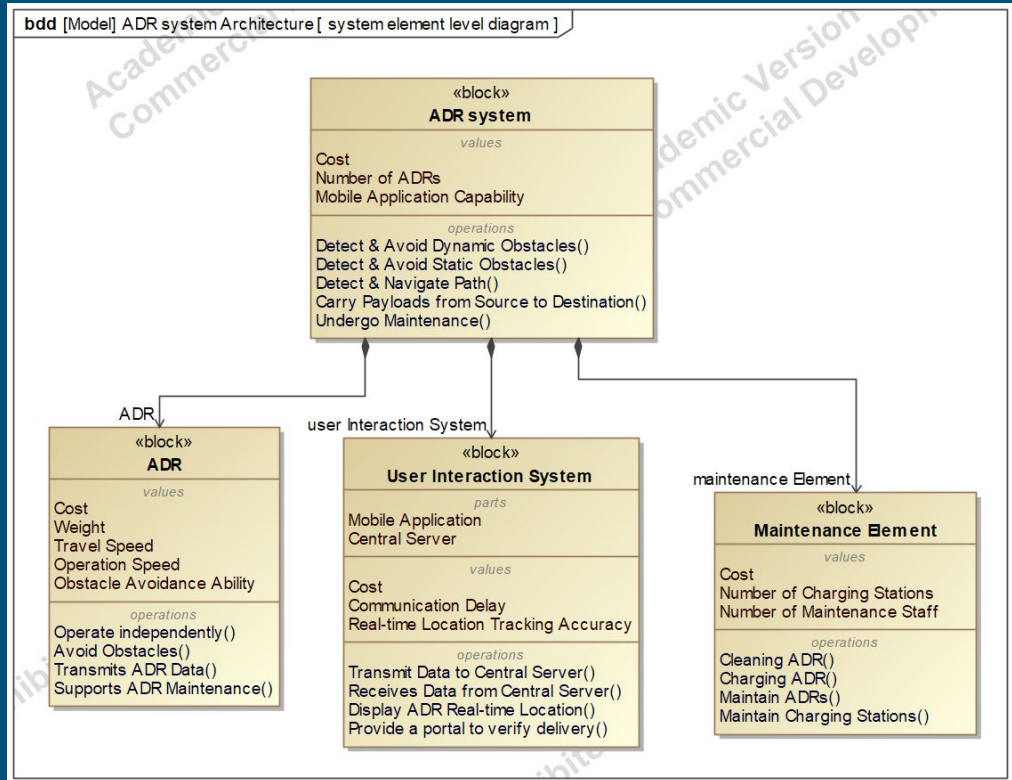 bdd [Model] ADR system Architecture [ system element level diagram ]
Academic Version
Commercial Development
«block»
ADR system
values
Cost
Number of ADRs
Mobile Application Capability
operations
Detect & Avoid Dynamic Obstacles()
Detect & Avoid Static Obstacles()
Detect & Navigate Path()
Carry Payloads from Source to Destination()
Undergo Maintenance()
ADR
«block»
ADR
values
Cost
Weight
Travel Speed
Operation Speed
Obstacle Avoidance Ability
operations
Operate independently()
Avoid Obstacles()
Transmits ADR Data()
Supports ADR Maintenance()
user Interaction System
«block»
User Interaction System
parts
Mobile Application
Central Server
values
Cost
Communication Delay
Real-time Location Tracking Accuracy
operations
Transmit Data to Central Server()
Receives Data from Central Server()
Display ADR Real-time Location()
Provide a portal to verify delivery()
maintenance Element
«block»
Maintenance Element
values
Cost
Number of Charging Stations
Number of Maintenance Staff
operations
Cleaning ADR()
Charging ADR()
Maintain ADRs()
Maintain Charging Stations()